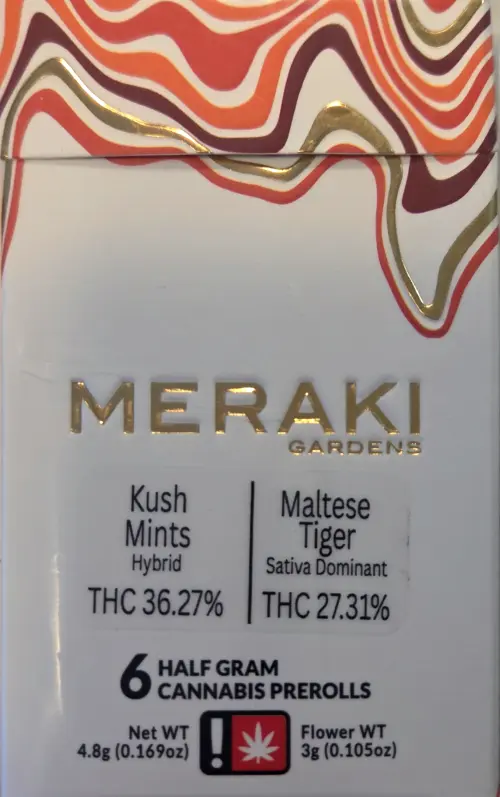 MERAKI
GARDENS
Kush
Mints
Hybrid
THC 36.27%
Maltese
Tiger
Sativa Dominant
THC 27.31%
6 HALF GRAM
CANNABIS PREROLLS
Net WT
4.8g (0.169oz)
!
Flower WT
3g (0.105oz)